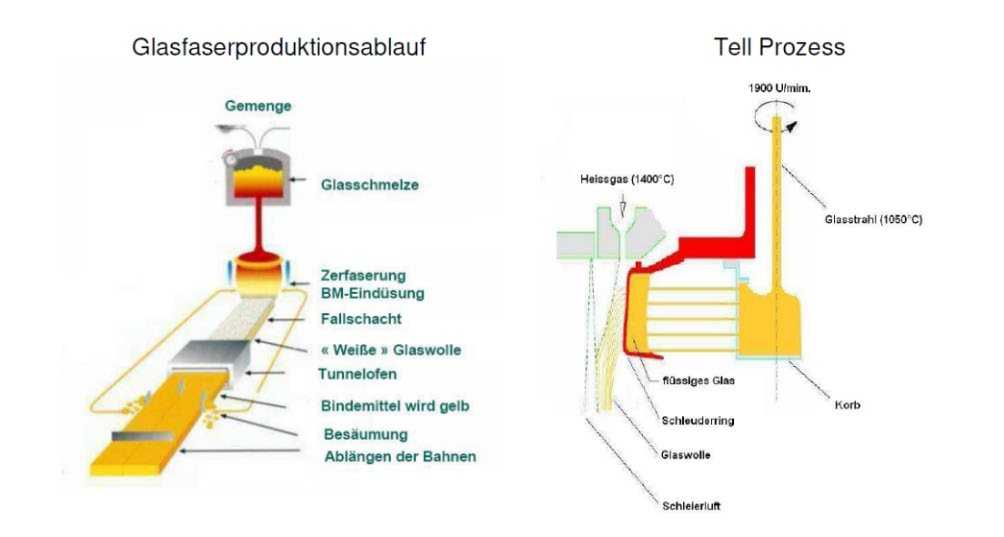 Glasfaserproduktionsablauf
Gemenge
Glasschmelze
Zerfaserung
BM-Eindüsung
Fallschacht
« Weiße » Glaswolle
Tunnelofen
Bindemittel wird gelb
Besäumung
Ablängen der Bahnen
Tell Prozess
1900 U/mim.
Heissgas (1400°C)
Glasstrahl (1050°C)
flüssiges Glas
Korb
Schleuderring
Glaswolle
Schleierluft